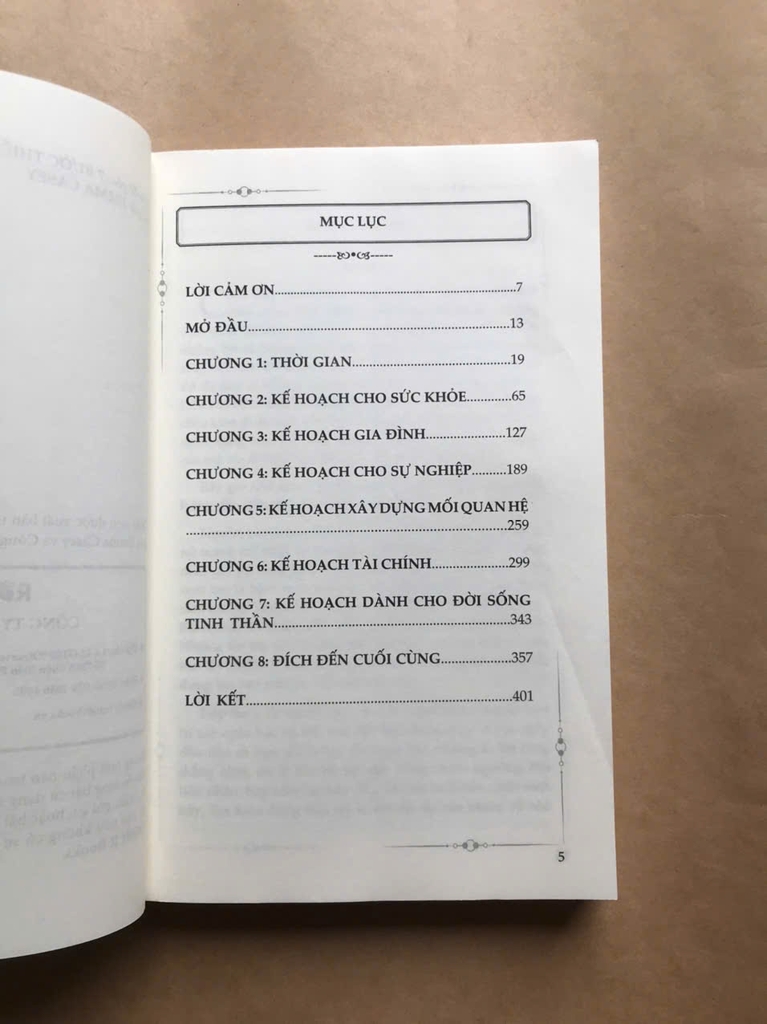 MỤC LỤC
LỜI CẢM ƠN..........7
MỞ ĐẦU..........13
CHƯƠNG 1: THỜI GIAN..........19
CHƯƠNG 2: KẾ HOẠCH CHO SỨC KHỎE..........65
CHƯƠNG 3: KẾ HOẠCH GIA ĐÌNH..........127
CHƯƠNG 4: KẾ HOẠCH CHO SỰ NGHIỆP..........189
CHƯƠNG 5: KẾ HOẠCH XÂY DỰNG MỐI QUAN HỆ
..........259
CHƯƠNG 6: KẾ HOẠCH TÀI CHÍNH..........299
CHƯƠNG 7: KẾ HOẠCH DÀNH CHO ĐỜI SỐNG
TINH THẦN..........343
CHƯƠNG 8: ĐÍCH ĐẾN CUỐI CÙNG..........357
LỜI KẾT..........401
5